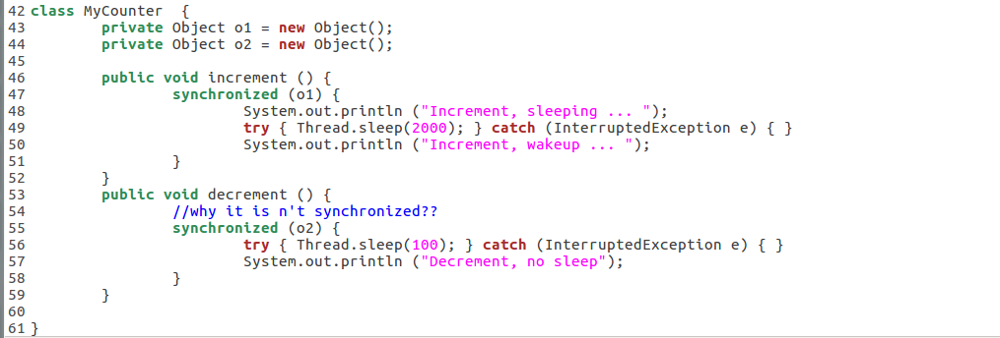 42 class MyCounter  {
43         private Object o1 = new Object();
44         private Object o2 = new Object();
45
46         public void increment () {
47                 synchronized (o1) {
48                         System.out.println ("Increment, sleeping ... ");
49                         try { Thread.sleep(2000); } catch (InterruptedException e) { }
50                         System.out.println ("Increment, wakeup ... ");
51                 }
52         }
53         public void decrement () {
54                 //why it is n't synchronized??
55                 synchronized (o2) {
56                         try { Thread.sleep(100); } catch (InterruptedException e) { }
57                         System.out.println ("Decrement, no sleep");
58                 }
59         }
60
61 }